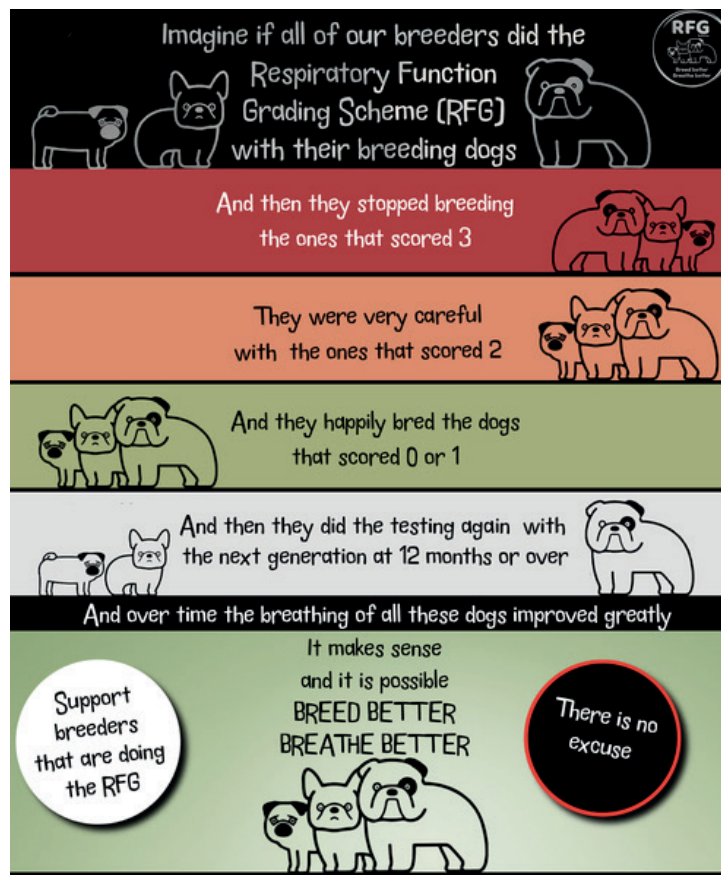 Imagine if all of our breeders did the
Respiratory Function
Grading Scheme (RFG)
with their breeding dogs
RFG
Breed better
Breathe better
And then they stopped breeding
the ones that scored 3
They were very careful
with the ones that scored 2
And they happily bred the dogs
that scored 0 or 1
And then they did the testing again with
the next generation at 12 months or over
And over time the breathing of all these dogs improved greatly
It makes sense
and it is possible
BREED BETTER
BREATHE BETTER
Support
breeders
that are doing
the RFG
There is no
excuse